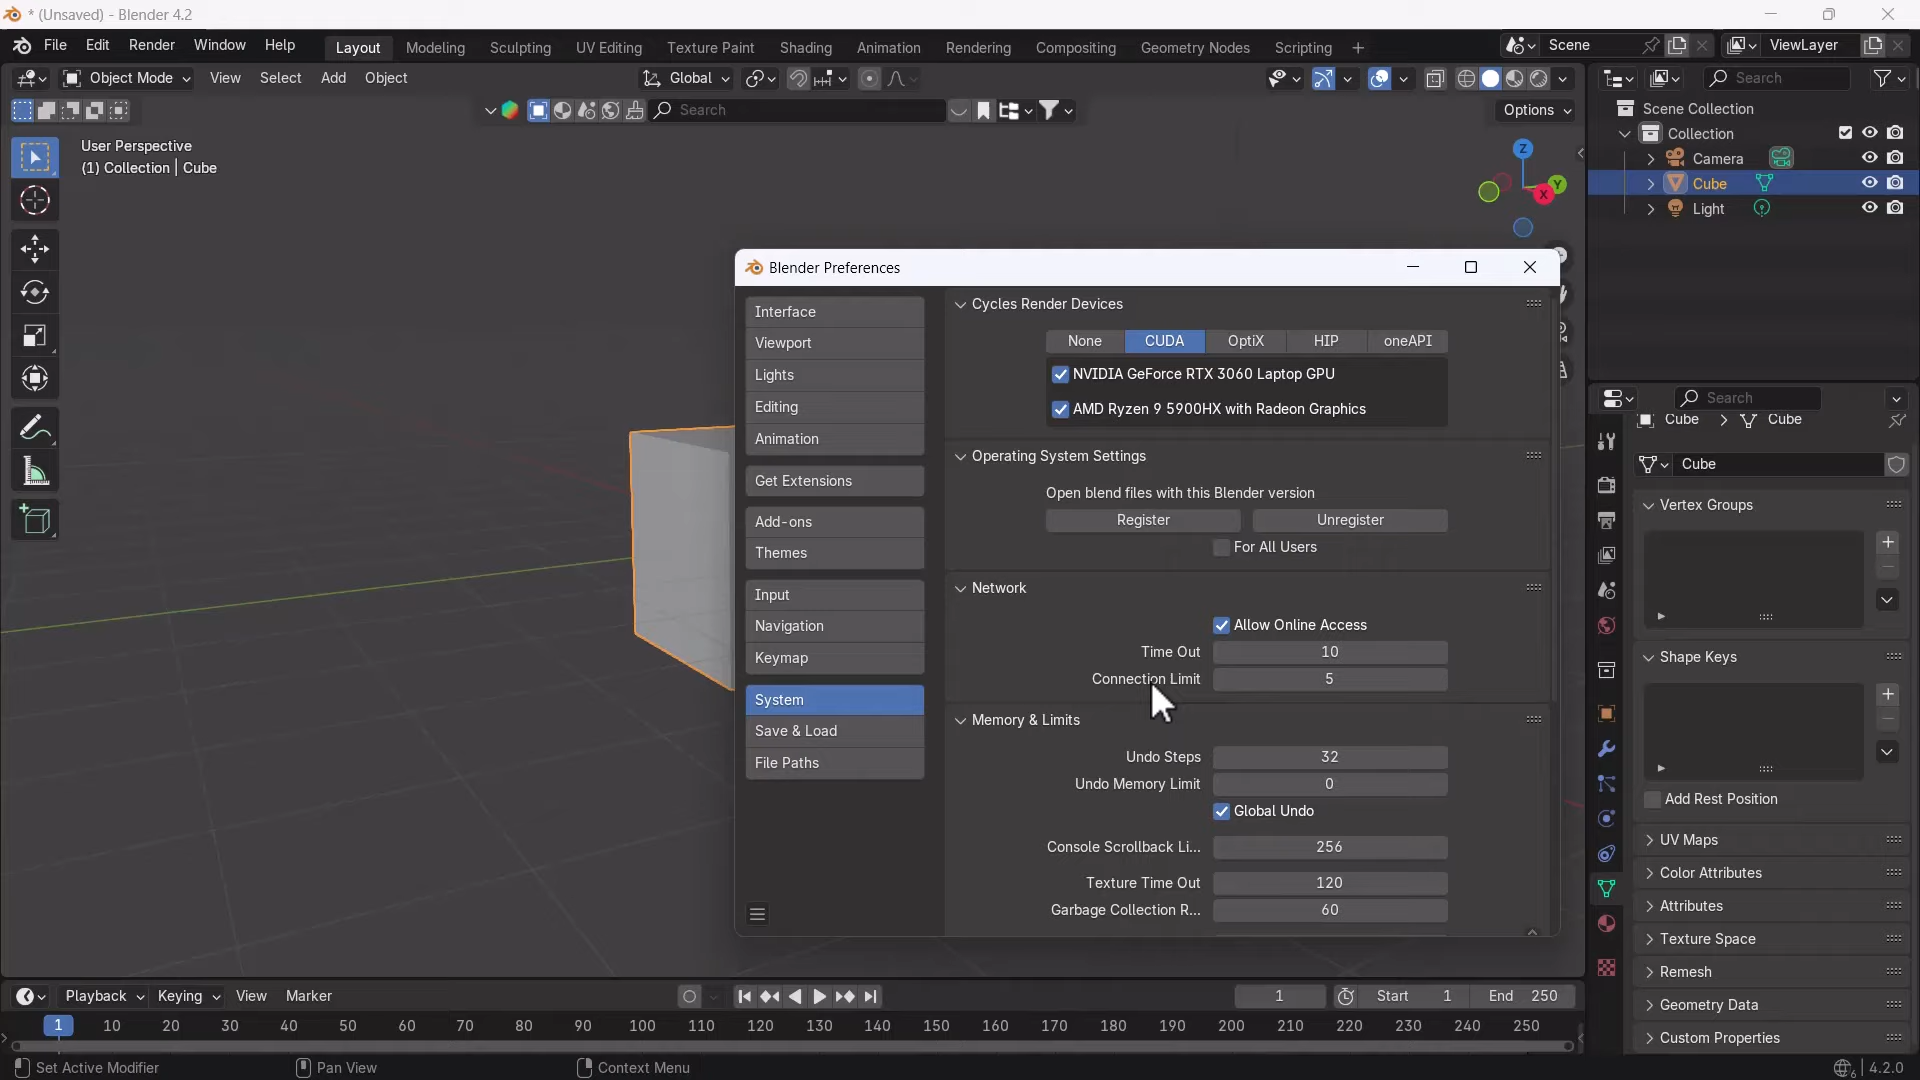 * (Unsaved) - Blender 4.2
File Edit Render Window Help Layout Modeling Sculpting UV Editing Texture Paint Shading Animation Rendering Compositing Geometry Nodes Scripting + Scene ViewLayer
Object Mode View Select Add Object Global Search
Search Options
User Perspective
(1) Collection | Cube
Z
Y
X
Scene Collection
Collection
Camera
Cube
Light
Blender Preferences
Interface
Viewport
Lights
Editing
Animation
Get Extensions
Add-ons
Themes
Input
Navigation
Keymap
System
Save & Load
File Paths
Cycles Render Devices
None CUDA OptiX HIP oneAPI
NVIDIA GeForce RTX 3060 Laptop GPU
AMD Ryzen 9 5900HX with Radeon Graphics
Operating System Settings
Open blend files with this Blender version
Register Unregister
For All Users
Network
Allow Online Access
Time Out 10
Connection Limit 5
Memory & Limits
Undo Steps 32
Undo Memory Limit 0
Global Undo
Console Scrollback Li... 256
Texture Time Out 120
Garbage Collection R... 60
Search
Cube > Cube
Cube
Vertex Groups
Shape Keys
Add Rest Position
UV Maps
Color Attributes
Attributes
Texture Space
Remesh
Geometry Data
Custom Properties
Playback Keying View Marker 1 Start 1 End 250
1 10 20 30 40 50 60 70 80 90 100 110 120 130 140 150 160 170 180 190 200 210 220 230 240 250
Set Active Modifier Pan View Context Menu 6 | 4.2.0